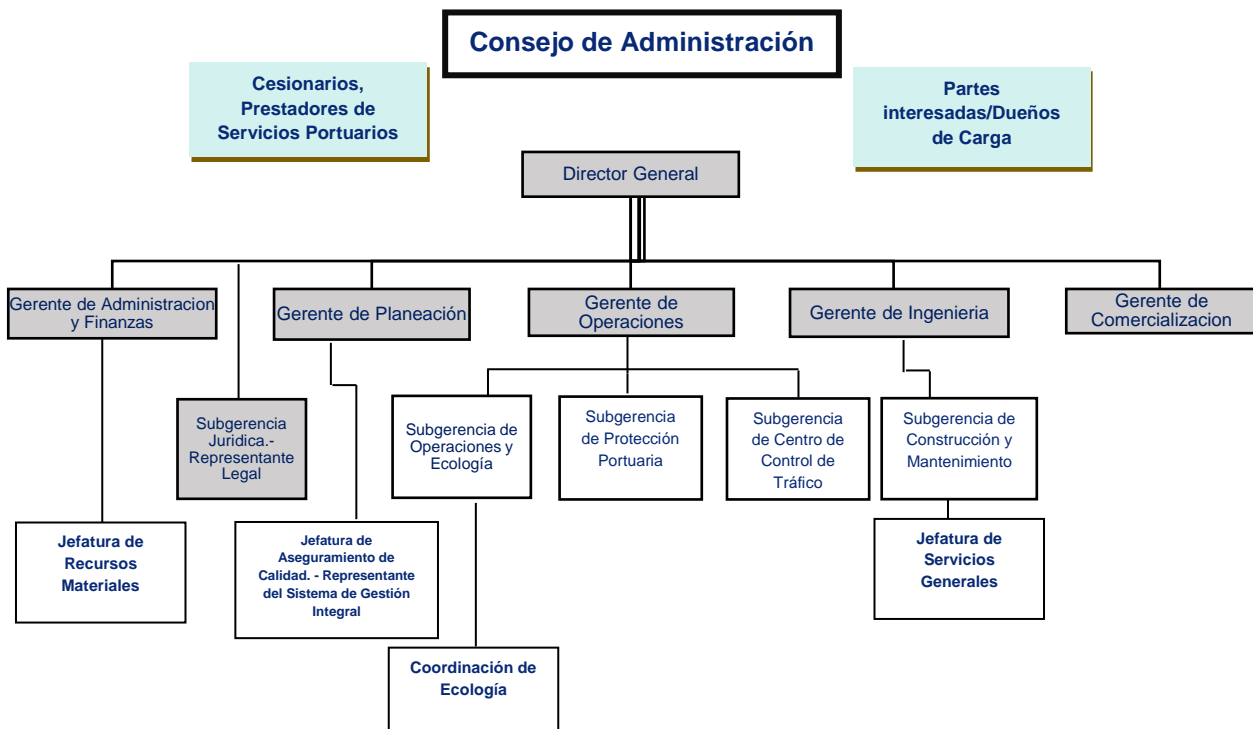 Consejo de Administración
Cesionarios,
Prestadores de
Servicios Portuarios
Partes
interesadas/Dueños
de Carga
Director General
Gerente de Administracion
y Finanzas
Gerente de Planeación
Gerente de
Operaciones
Gerente de Ingenieria
Gerente de
Comercializacion
Subgerencia
Juridica.-
Representante
Legal
Subgerencia de
Operaciones y
Ecología
Subgerencia
de Protección
Portuaria
Subgerencia
de Centro de
Control de
Tráfico
Subgerencia de
Construcción y
Mantenimiento
Jefatura de
Recursos
Materiales
Jefatura de
Aseguramiento de
Calidad. - Representante
del Sistema de Gestión
Integral
Jefatura de
Servicios
Generales
Coordinación de
Ecología